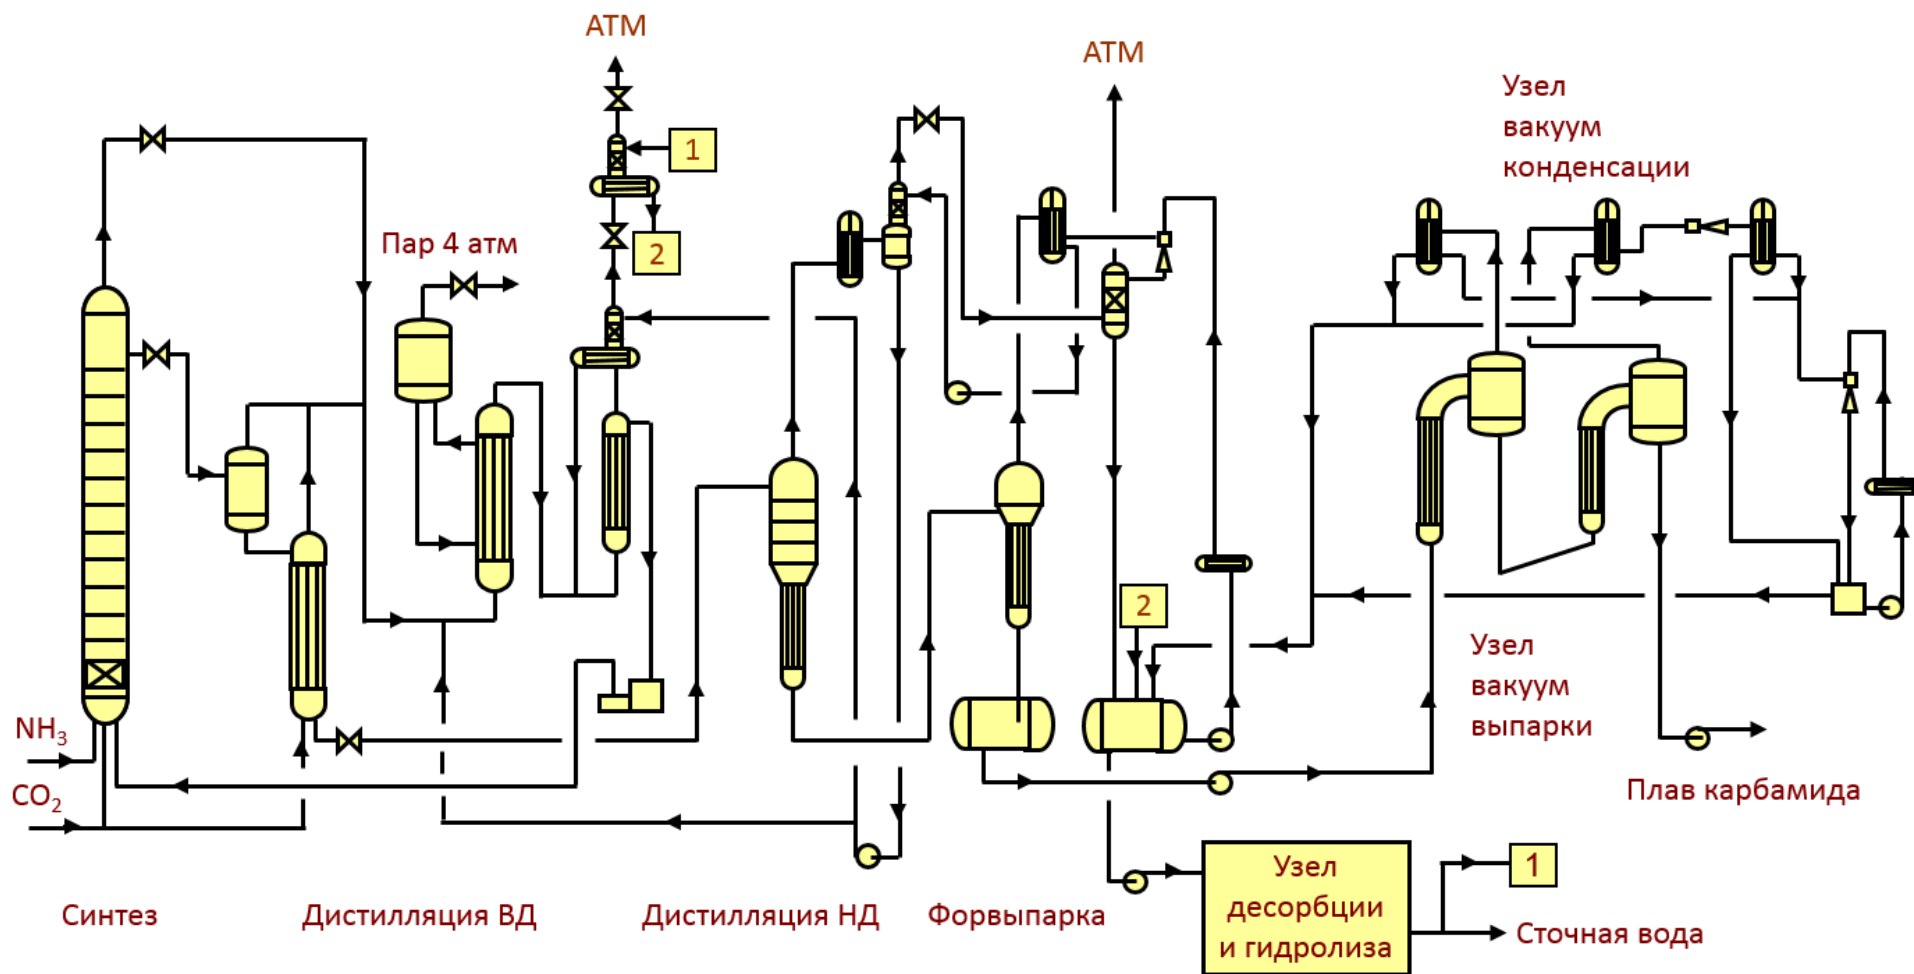 АТМ
АТМ
Узел
вакуум
конденсации
1
2
Пар 4 атм
2
Узел
вакуум
выпарки
NH₃
CO₂
Плав карбамида
Узел
десорбции
и гидролиза
1
Синтез
Дистилляция ВД
Дистилляция НД
Форвыпарка
Сточная вода